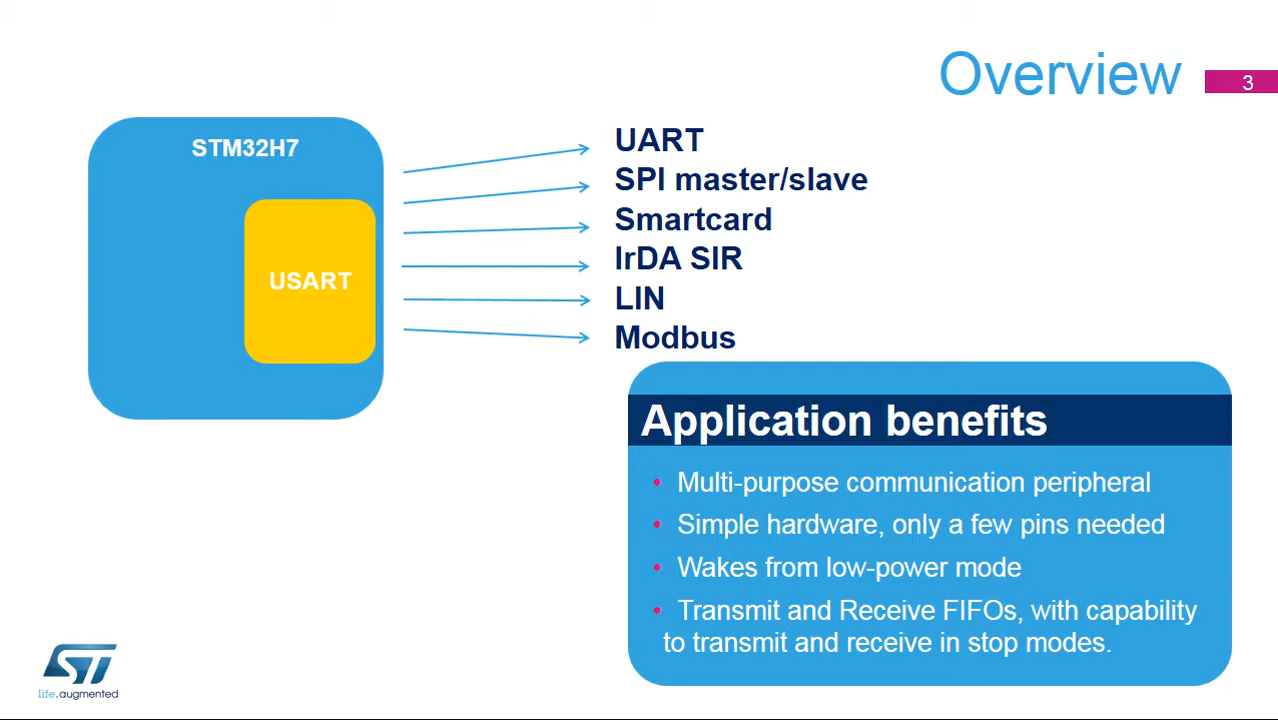 Overview
3
STM32H7
USART
UART
SPI master/slave
Smartcard
IrDA SIR
LIN
Modbus
Application benefits
• Multi-purpose communication peripheral
• Simple hardware, only a few pins needed
• Wakes from low-power mode
• Transmit and Receive FIFOs, with capability
to transmit and receive in stop modes.
ST
life.augmented